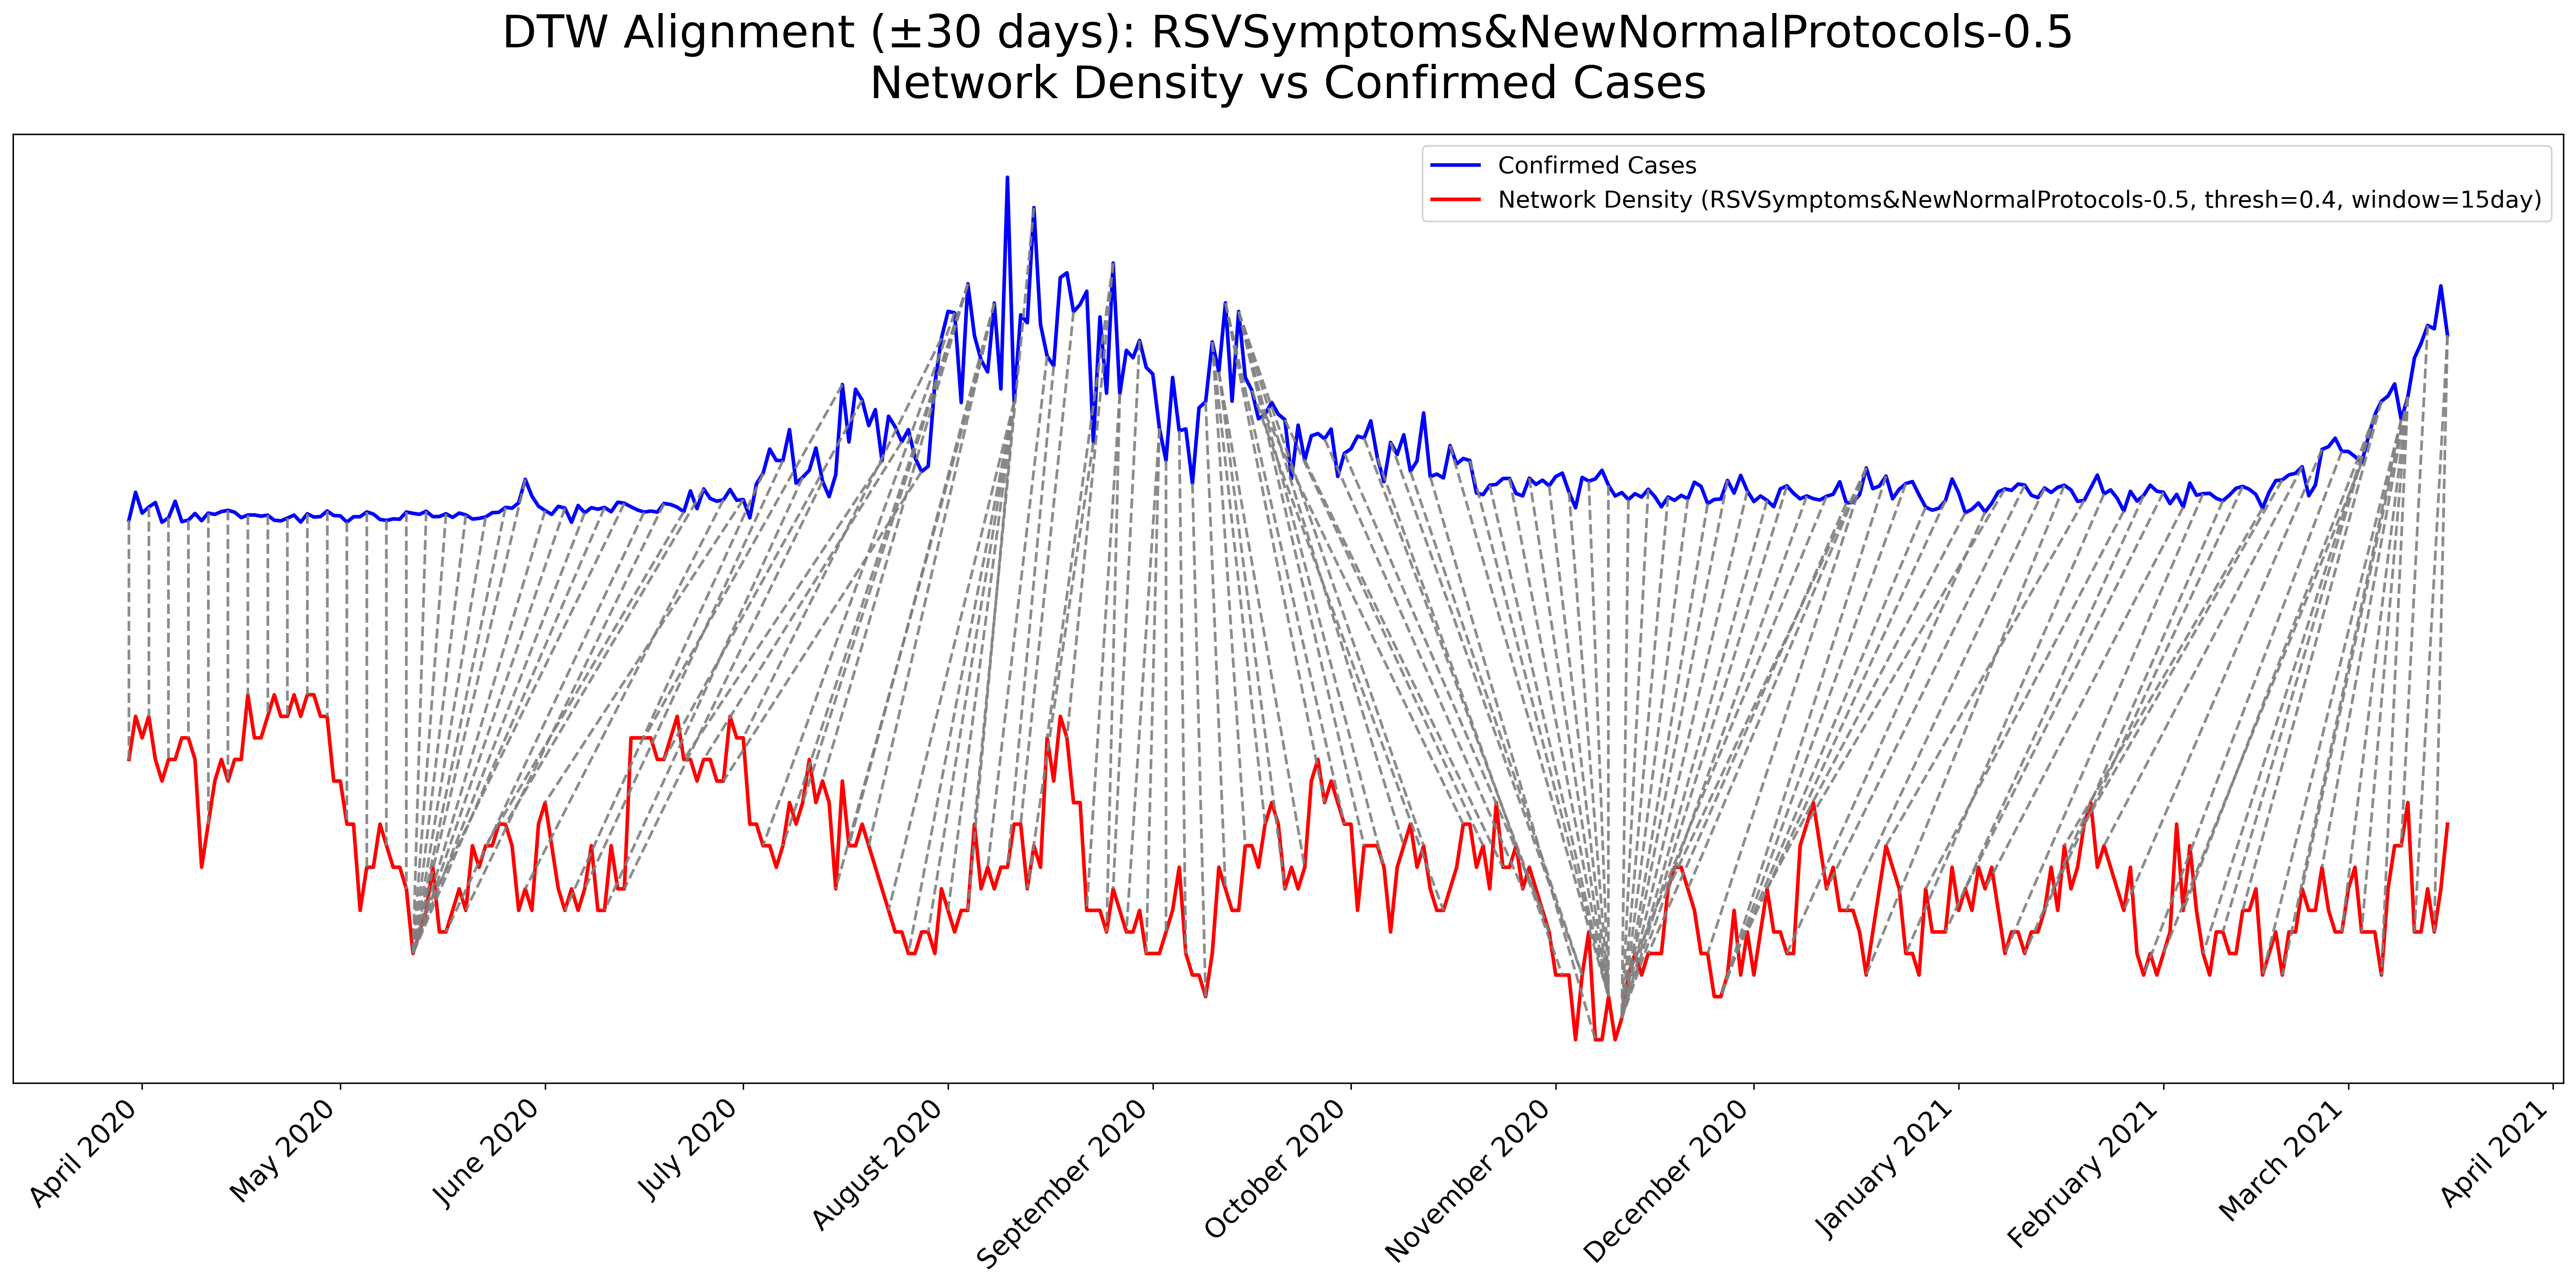 DTW Alignment (±30 days): RSVSymptoms&NewNormalProtocols-0.5
Network Density vs Confirmed Cases
Confirmed Cases
Network Density (RSVSymptoms&NewNormalProtocols-0.5, thresh=0.4, window=15day)
April 2020
May 2020
June 2020
July 2020
August 2020
September 2020
October 2020
November 2020
December 2020
January 2021
February 2021
March 2021
April 2021